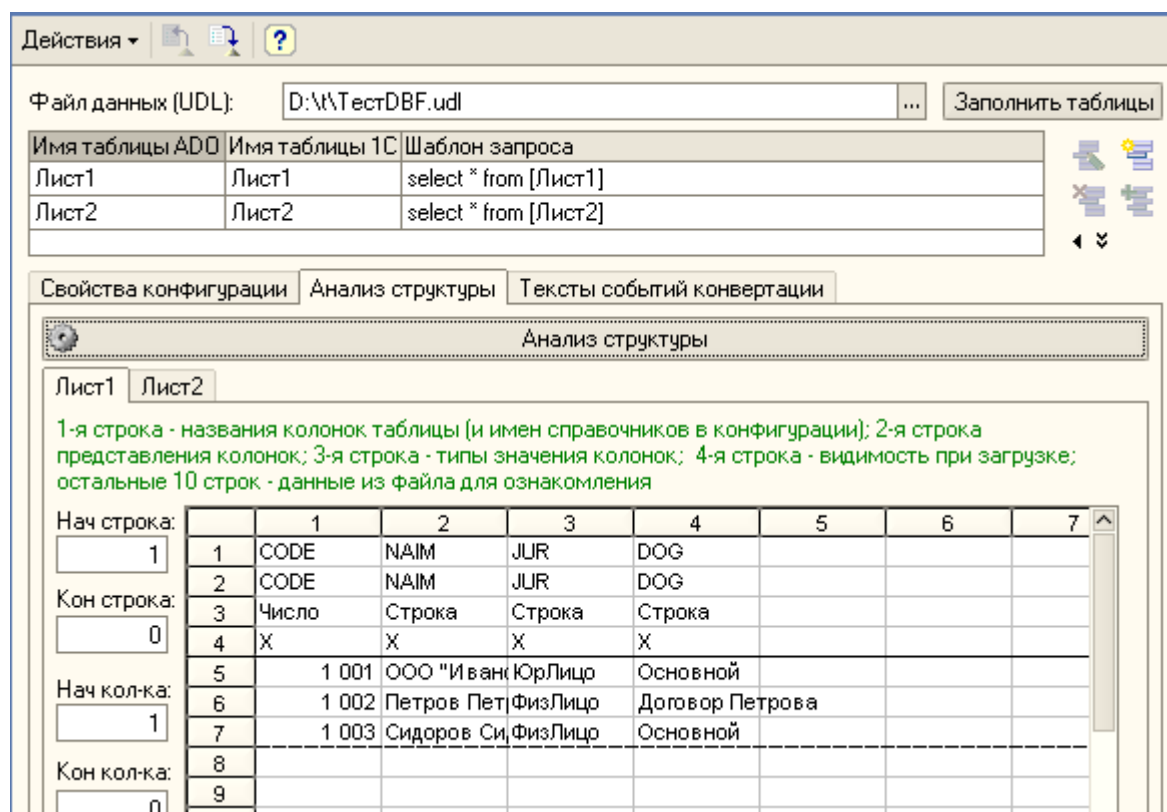 Действия
Файл данных (UDL): D:\t\ТестDBF.udl ... Заполнить таблицы
Имя таблицы ADO Имя таблицы 1С Шаблон запроса
Лист1 Лист1 select * from [Лист1]
Лист2 Лист2 select * from [Лист2]
Свойства конфигурации Анализ структуры Тексты событий конвертации
Анализ структуры
Лист1 Лист2
1-я строка - названия колонок таблицы (и имен справочников в конфигурации); 2-я строка
представления колонок; 3-я строка - типы значения колонок; 4-я строка - видимость при загрузке;
остальные 10 строк - данные из файла для ознакомления
Нач строка:
1
Кон строка:
0
Нач кол-ка:
1
Кон кол-ка:
0
1 2 3 4 5 6 7
1 CODE NAIM JUR DOG
2 CODE NAIM JUR DOG
3 Число Строка Строка Строка
4 X X X X
5 1 001 ООО "Иван ЮрЛицо Основной
6 1 002 Петров Пет ФизЛицо Договор Петрова
7 1 003 Сидоров Си ФизЛицо Основной
8
9